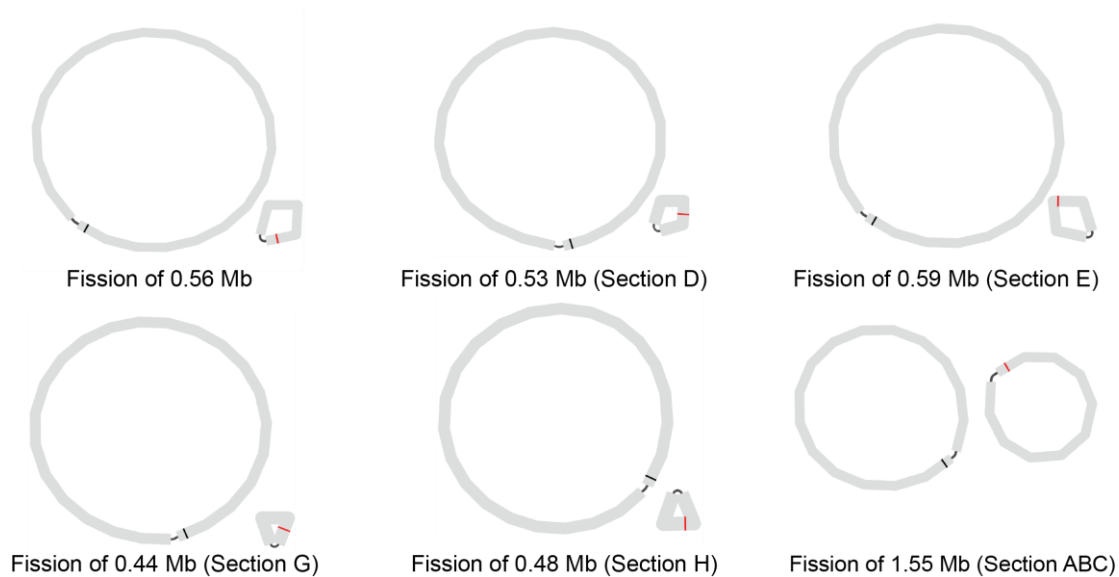 Fission of 0.56 Mb
Fission of 0.53 Mb (Section D)
Fission of 0.59 Mb (Section E)
Fission of 0.44 Mb (Section G)
Fission of 0.48 Mb (Section H)
Fission of 1.55 Mb (Section ABC)